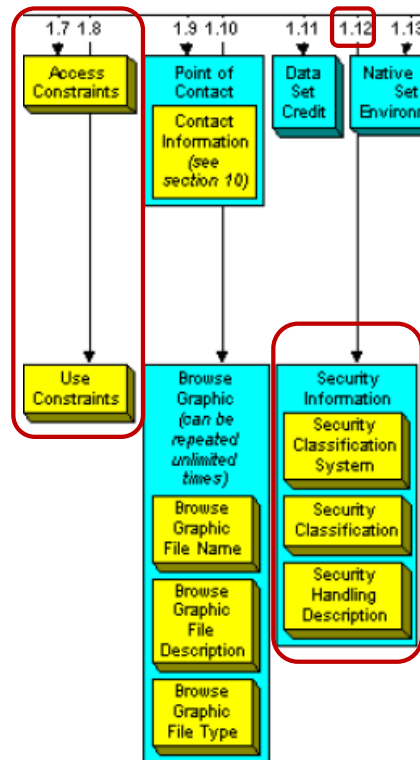 1.7 1.8 1.9 1.10 1.11 1.12 1.13
Access
Constraints
Point of
Contact
Contact
Information
(see
section 10)
Data
Set
Credit
Native
Set
Use
Constraints
Browse
Graphic
(can be
repeated
unlimited
times)
Browse
Graphic
File Name
Browse
Graphic
File
Description
Browse
Graphic
File Type
Security
Information
Security
Classification
System
Security
Classification
Security
Handling
Description